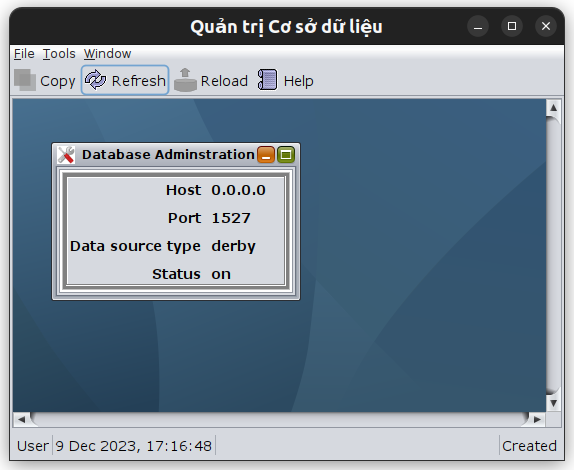 Quản trị Cơ sở dữ liệu
File Tools Window
Copy Refresh Reload Help
Database Adminstration
Host 0.0.0.0
Port 1527
Data source type derby
Status on
User 9 Dec 2023, 17:16:48 Created